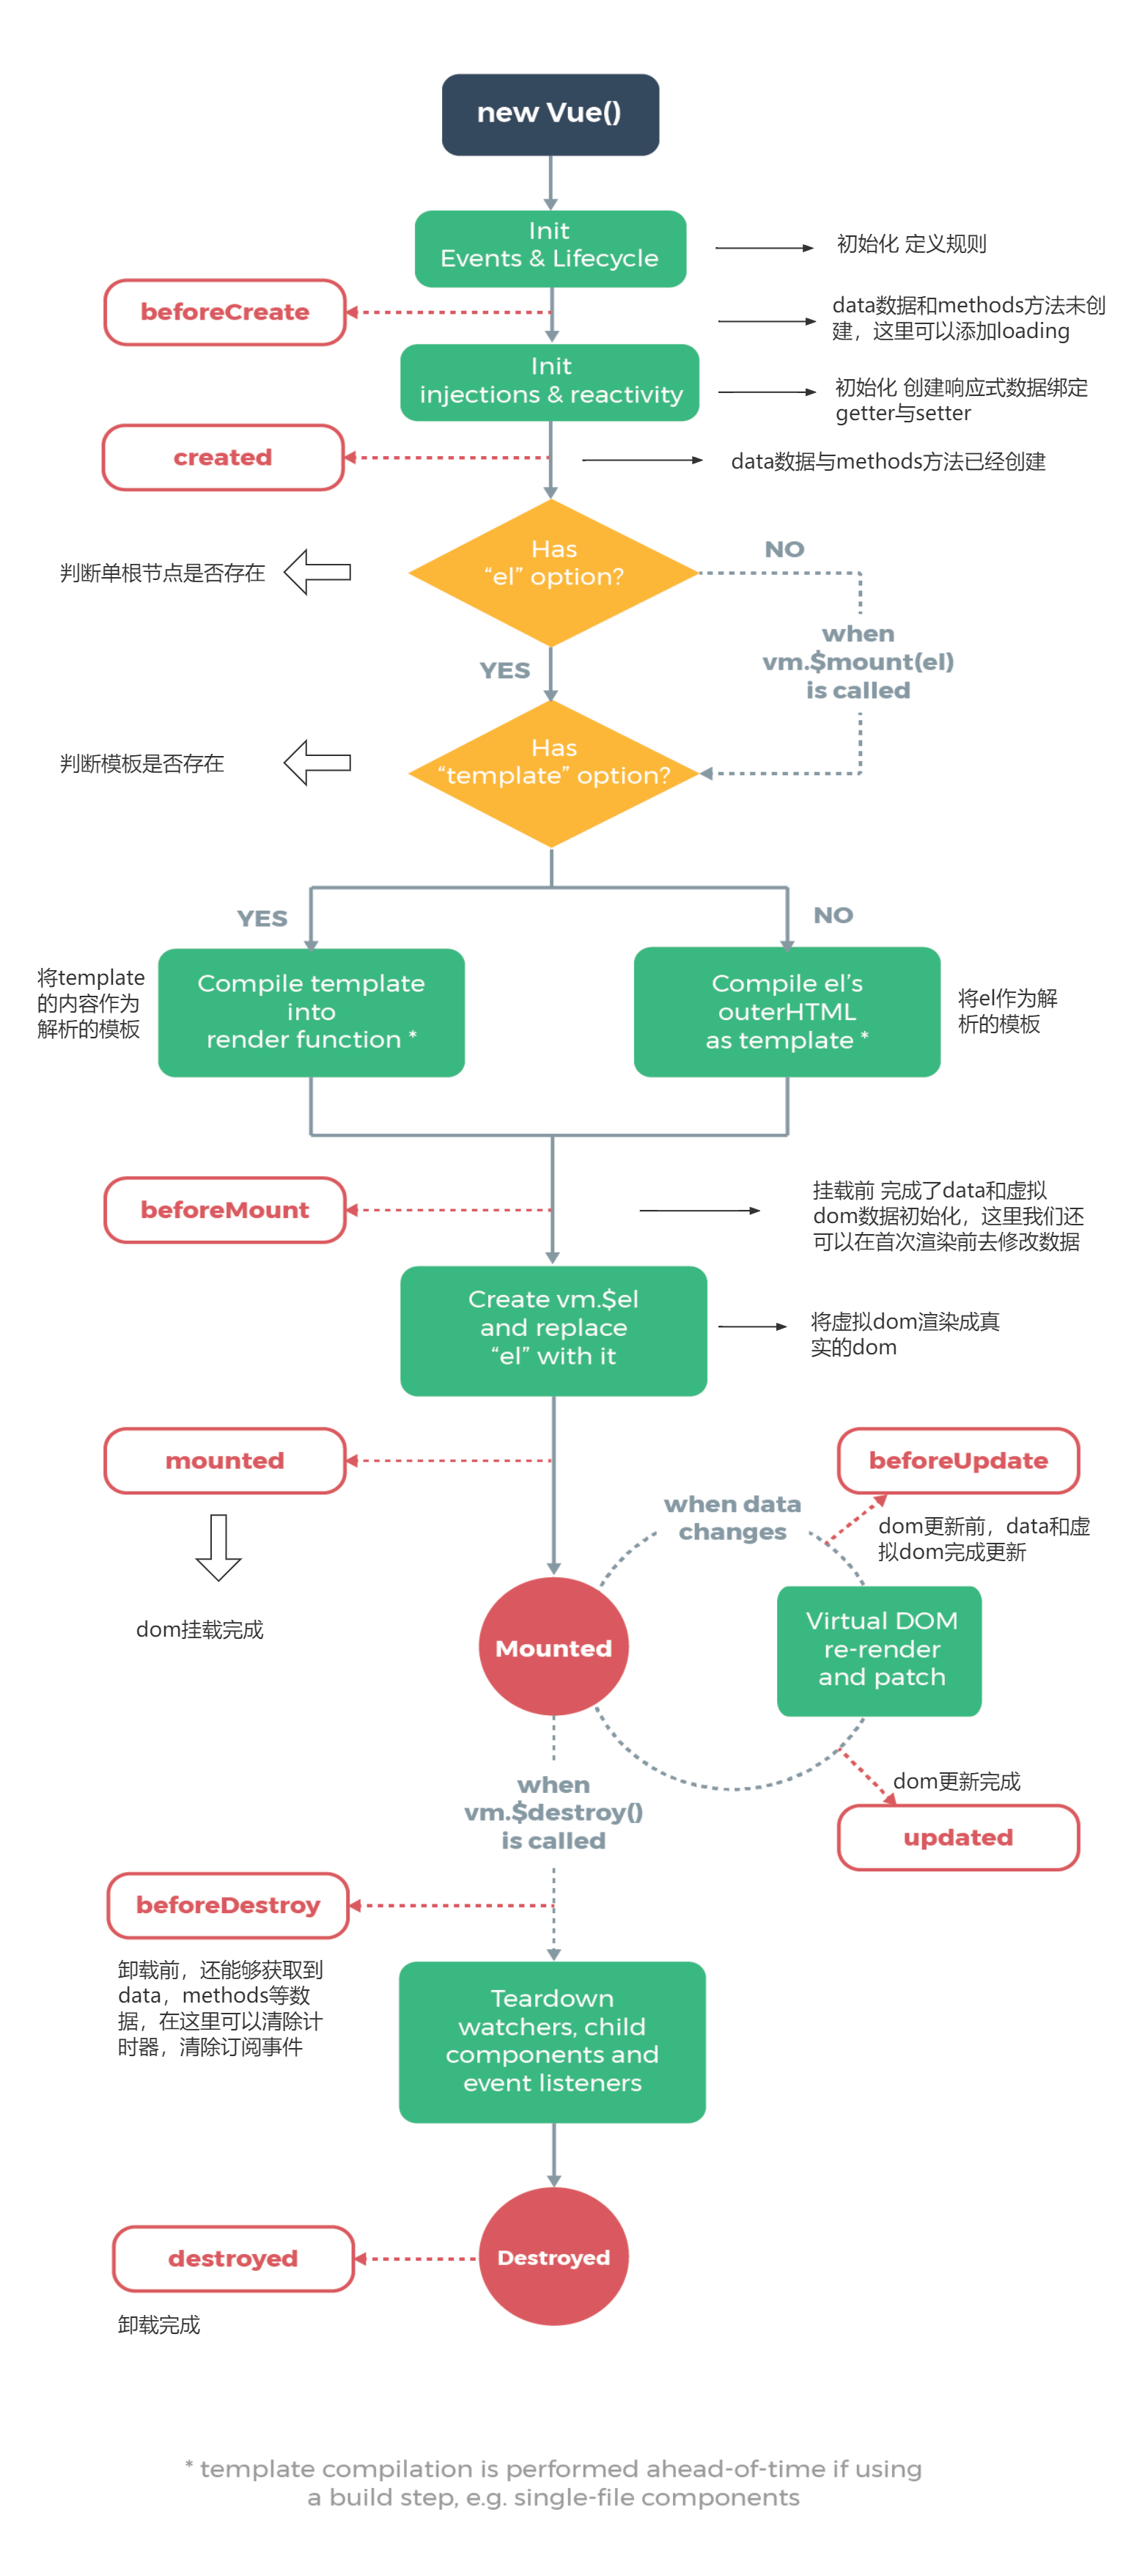 new Vue()
Init
Events & Lifecycle
初始化 定义规则
beforeCreate
data数据和methods方法未创
建，这里可以添加loading
Init
injections & reactivity
初始化 创建响应式数据绑定
getter与setter
created
data数据与methods方法已经创建
Has
“el” option?
NO
判断单根节点是否存在
when
vm.$mount(el)
is called
YES
Has
“template” option?
判断模板是否存在
YES
NO
将template
的内容作为
解析的模板
Compile template
into
render function *
Compile el’s
outerHTML
as template *
将el作为解
析的模板
beforeMount
挂载前 完成了data和虚拟
dom数据初始化，这里我们还
可以在首次渲染前去修改数据
Create vm.$el
and replace
“el” with it
将虚拟dom渲染成真
实的dom
mounted
beforeUpdate
when data
changes
dom更新前，data和虚
拟dom完成更新
dom挂载完成
Mounted
Virtual DOM
re-render
and patch
when
vm.$destroy()
is called
dom更新完成
updated
beforeDestroy
卸载前，还能够获取到
data，methods等数
据，在这里可以清除计
时器，清除订阅事件
Teardown
watchers, child
components and
event listeners
destroyed
Destroyed
卸载完成
* template compilation is performed ahead-of-time if using
a build step, e.g. single-file components